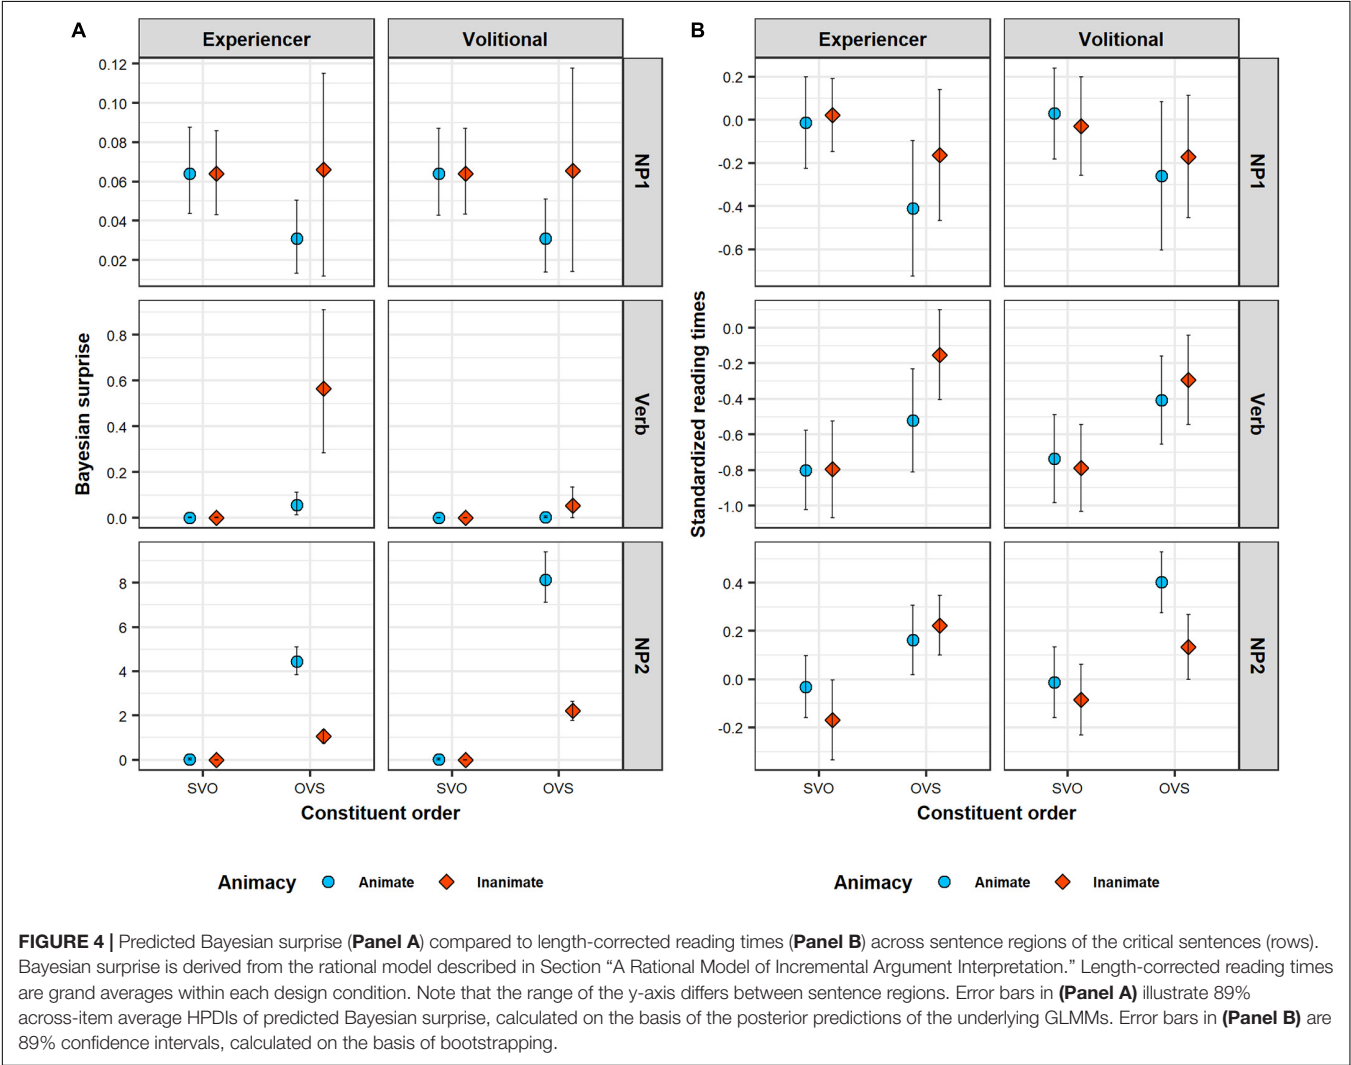 A
Experiencer
Volitional
0.12
0.10
0.08
0.06
0.04
0.02
NP1
Bayesian surprise
0.8
0.6
0.4
0.2
0.0
Verb
8
6
4
2
0
NP2
SVO
OVS
SVO
OVS
Constituent order
Animacy
Animate
Inanimate
B
Experiencer
Volitional
0.2
0.0
-0.2
-0.4
-0.6
NP1
Standardized reading times
0.0
-0.2
-0.4
-0.6
-0.8
-1.0
Verb
0.4
0.2
0.0
-0.2
NP2
SVO
OVS
SVO
OVS
Constituent order
Animacy
Animate
Inanimate
FIGURE 4 | Predicted Bayesian surprise (Panel A) compared to length-corrected reading times (Panel B) across sentence regions of the critical sentences (rows).
Bayesian surprise is derived from the rational model described in Section “A Rational Model of Incremental Argument Interpretation.” Length-corrected reading times
are grand averages within each design condition. Note that the range of the y-axis differs between sentence regions. Error bars in (Panel A) illustrate 89%
across-item average HPDIs of predicted Bayesian surprise, calculated on the basis of the posterior predictions of the underlying GLMMs. Error bars in (Panel B) are
89% confidence intervals, calculated on the basis of bootstrapping.